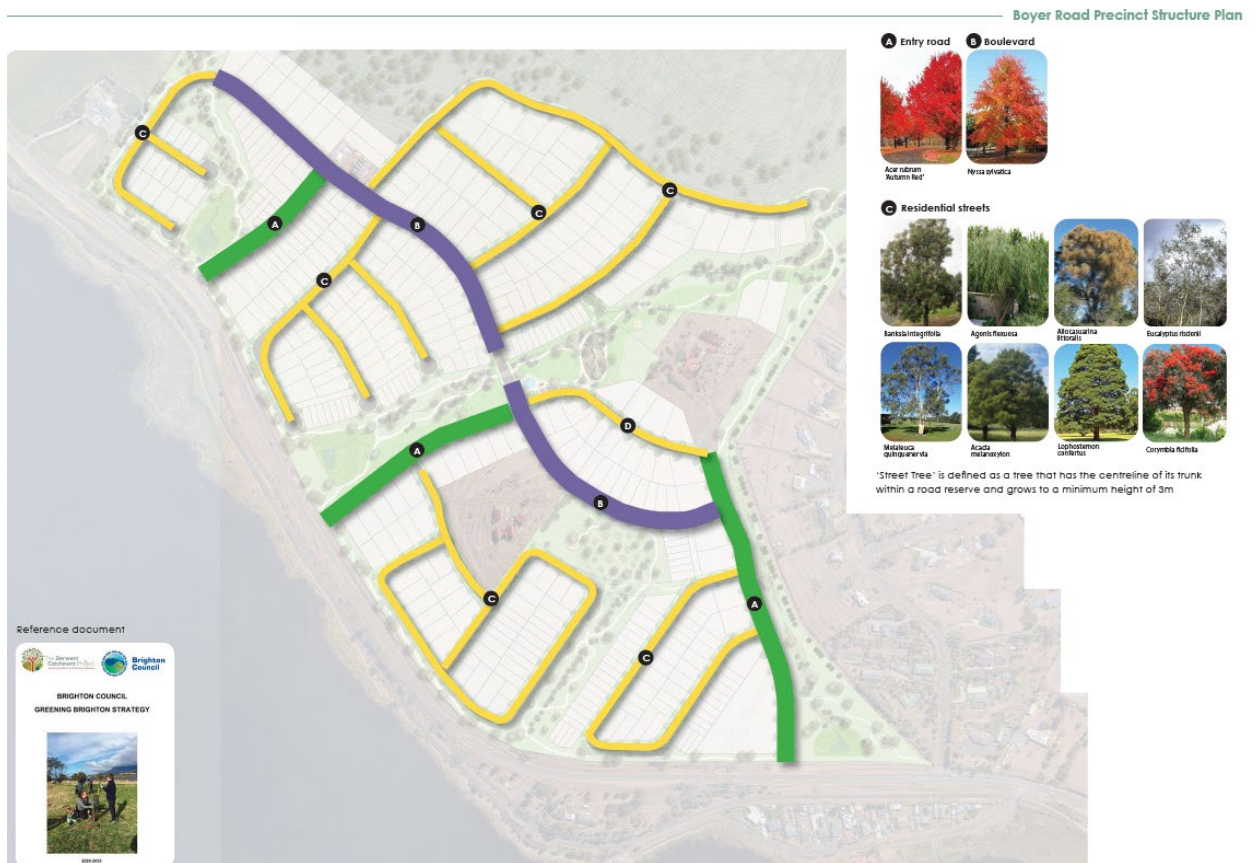 Boyer Road Precinct Structure Plan
A Entry road
B Boulevard
Acer rubrum
'Autumn Red'
Nyssa sylvatica
C Residential streets
Banksia integrifolia
Agonis flexuosa
Allocasuarina
littoralis
Eucalyptus risdonii
Melaleuca
quinquenervia
Acacia
melanoxylon
Lophostemon
confertus
Corymbia ficifolia
'Street Tree' is defined as a tree that has the centreline of its trunk
within a road reserve and grows to a minimum height of 3m
C
A
B
C
C
C
A
D
B
C
A
C
Reference document
The Derwent
Catchment Project
Brighton
Council
BRIGHTON COUNCIL
GREENING BRIGHTON STRATEGY
2024-2033